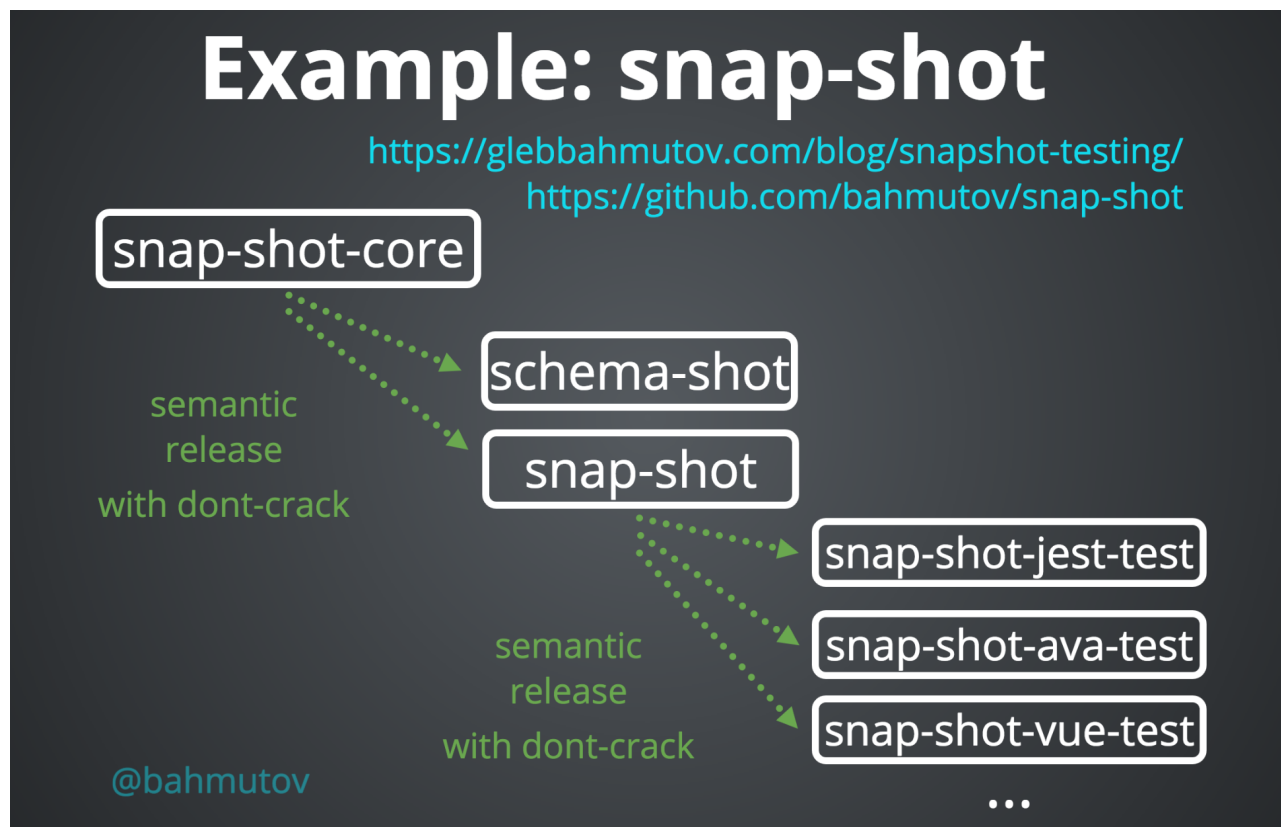 Example: snap-shot
https://glebbahmutov.com/blog/snapshot-testing/
https://github.com/bahmutov/snap-shot
snap-shot-core
schema-shot
semantic
release
with dont-crack
snap-shot
snap-shot-jest-test
snap-shot-ava-test
snap-shot-vue-test
semantic
release
with dont-crack
@bahmutov
...